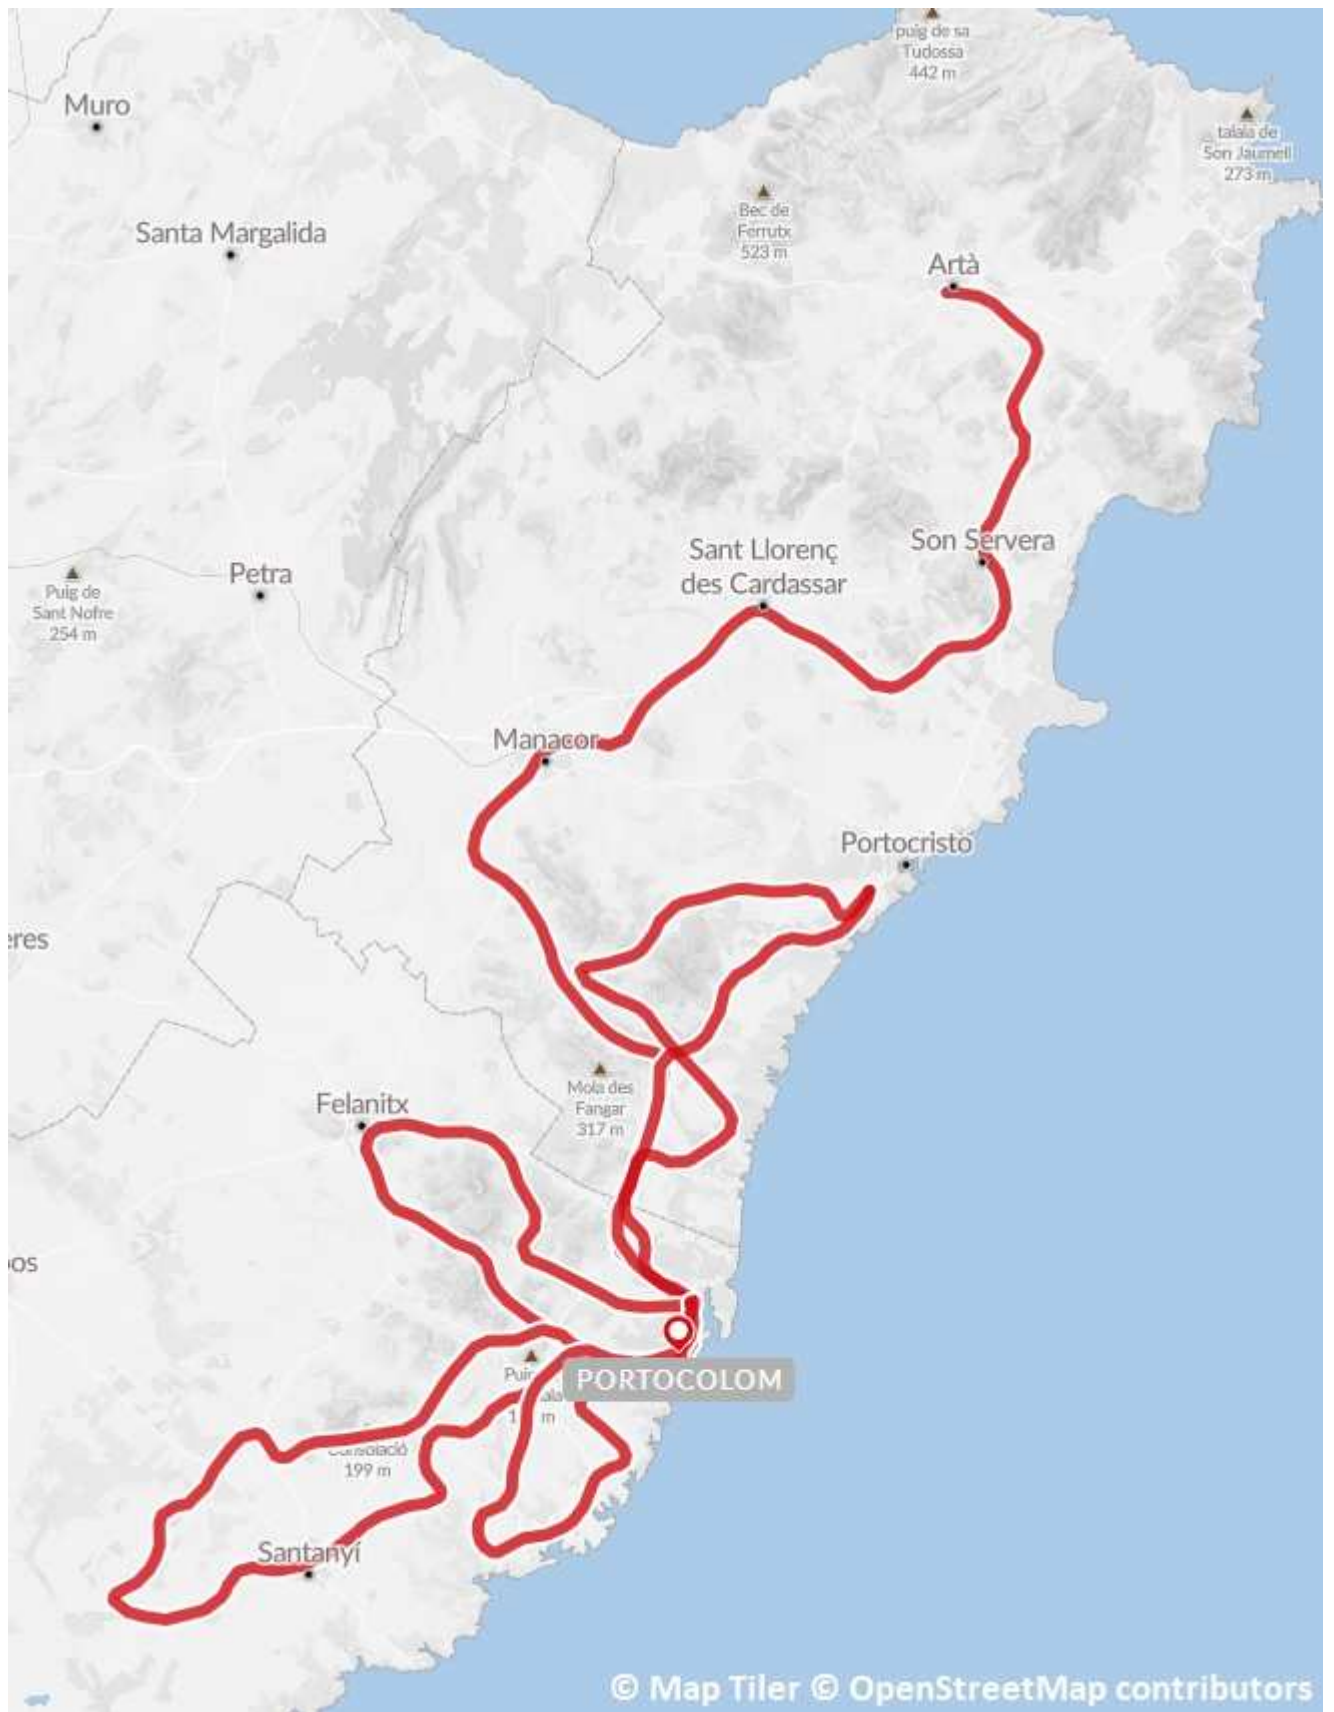 puig de sa
Tudossa
442 m
Muro
talaia de
Son Jaumell
273 m
Bec de
Ferrutx
523 m
Santa Margalida
Artà
Sant Llorenç
des Cardassar
Son Servera
Petra
Puig de
Sant Nofre
254 m
Manacor
Portocristo
eres
Mola des
Fangar
317 m
Felanitx
os
PORTOCOLOM
m
199 m
Santanyí
© Map Tiler © OpenStreetMap contributors